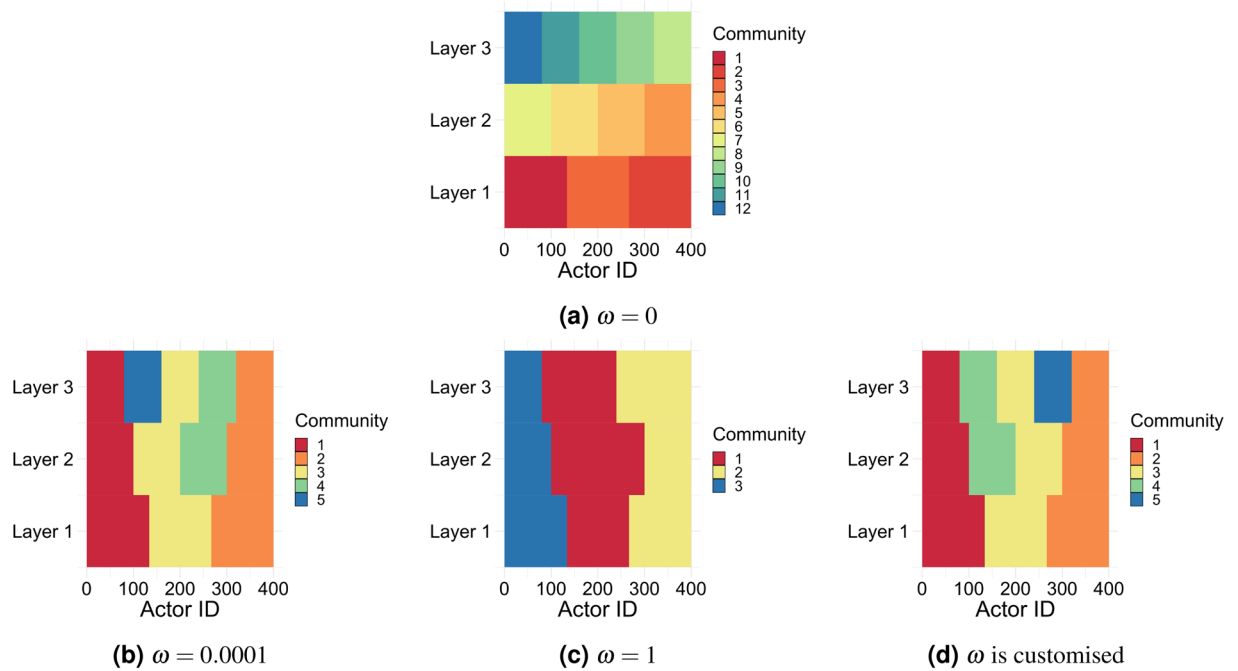 Community
Layer 3
Layer 2
Layer 1
1
2
3
4
5
6
7
8
9
10
11
12
0 100 200 300 400
Actor ID
(a) ω = 0
Layer 3
Layer 2
Layer 1
Community
1
2
3
4
5
0 100 200 300 400
Actor ID
(b) ω = 0.0001
Layer 3
Layer 2
Layer 1
Community
1
2
3
0 100 200 300 400
Actor ID
(c) ω = 1
Layer 3
Layer 2
Layer 1
Community
1
2
3
4
5
0 100 200 300 400
Actor ID
(d) ω is customised